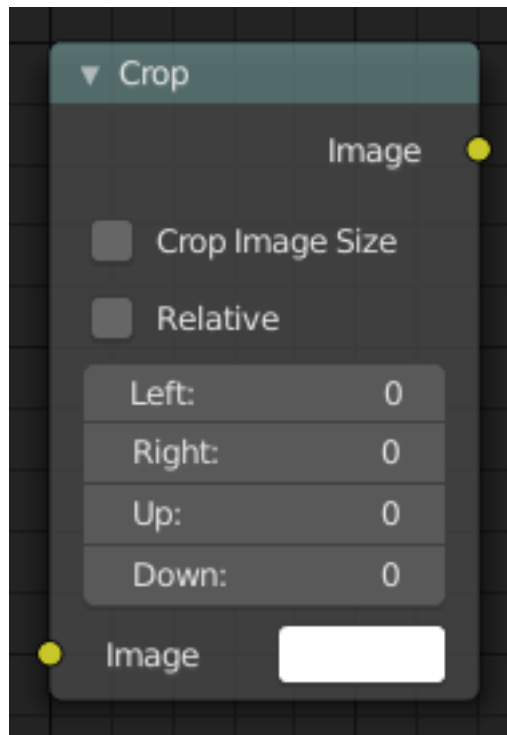 Crop
Image
Crop Image Size
Relative
Left: 0
Right: 0
Up: 0
Down: 0
Image